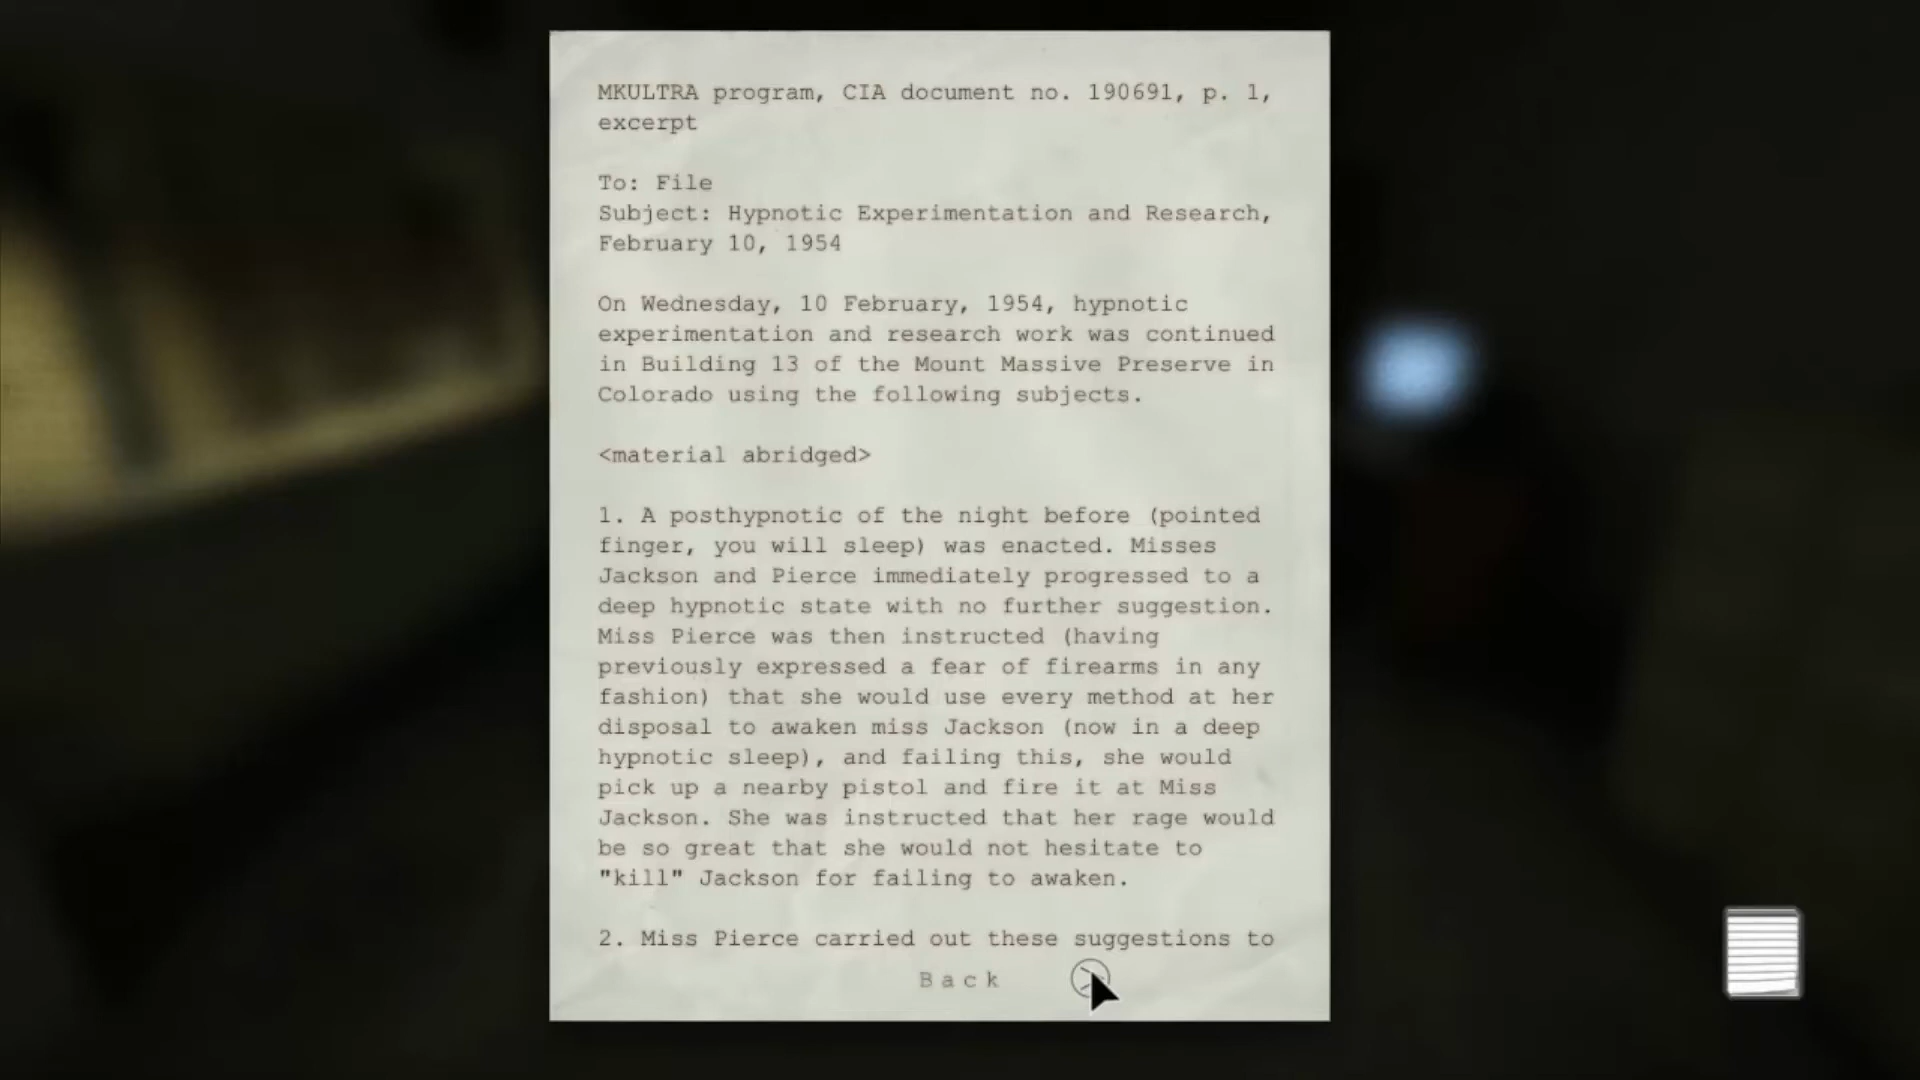 MKULTRA program, CIA document no. 190691, p. 1,
excerpt
To: File
Subject: Hypnotic Experimentation and Research,
February 10, 1954
On Wednesday, 10 February, 1954, hypnotic
experimentation and research work was continued
in Building 13 of the Mount Massive Preserve in
Colorado using the following subjects.
<material abridged>
1. A posthypnotic of the night before (pointed
finger, you will sleep) was enacted. Misses
Jackson and Pierce immediately progressed to a
deep hypnotic state with no further suggestion.
Miss Pierce was then instructed (having
previously expressed a fear of firearms in any
fashion) that she would use every method at her
disposal to awaken miss Jackson (now in a deep
hypnotic sleep), and failing this, she would
pick up a nearby pistol and fire it at Miss
Jackson. She was instructed that her rage would
be so great that she would not hesitate to
"kill" Jackson for failing to awaken.
2. Miss Pierce carried out these suggestions to
Back